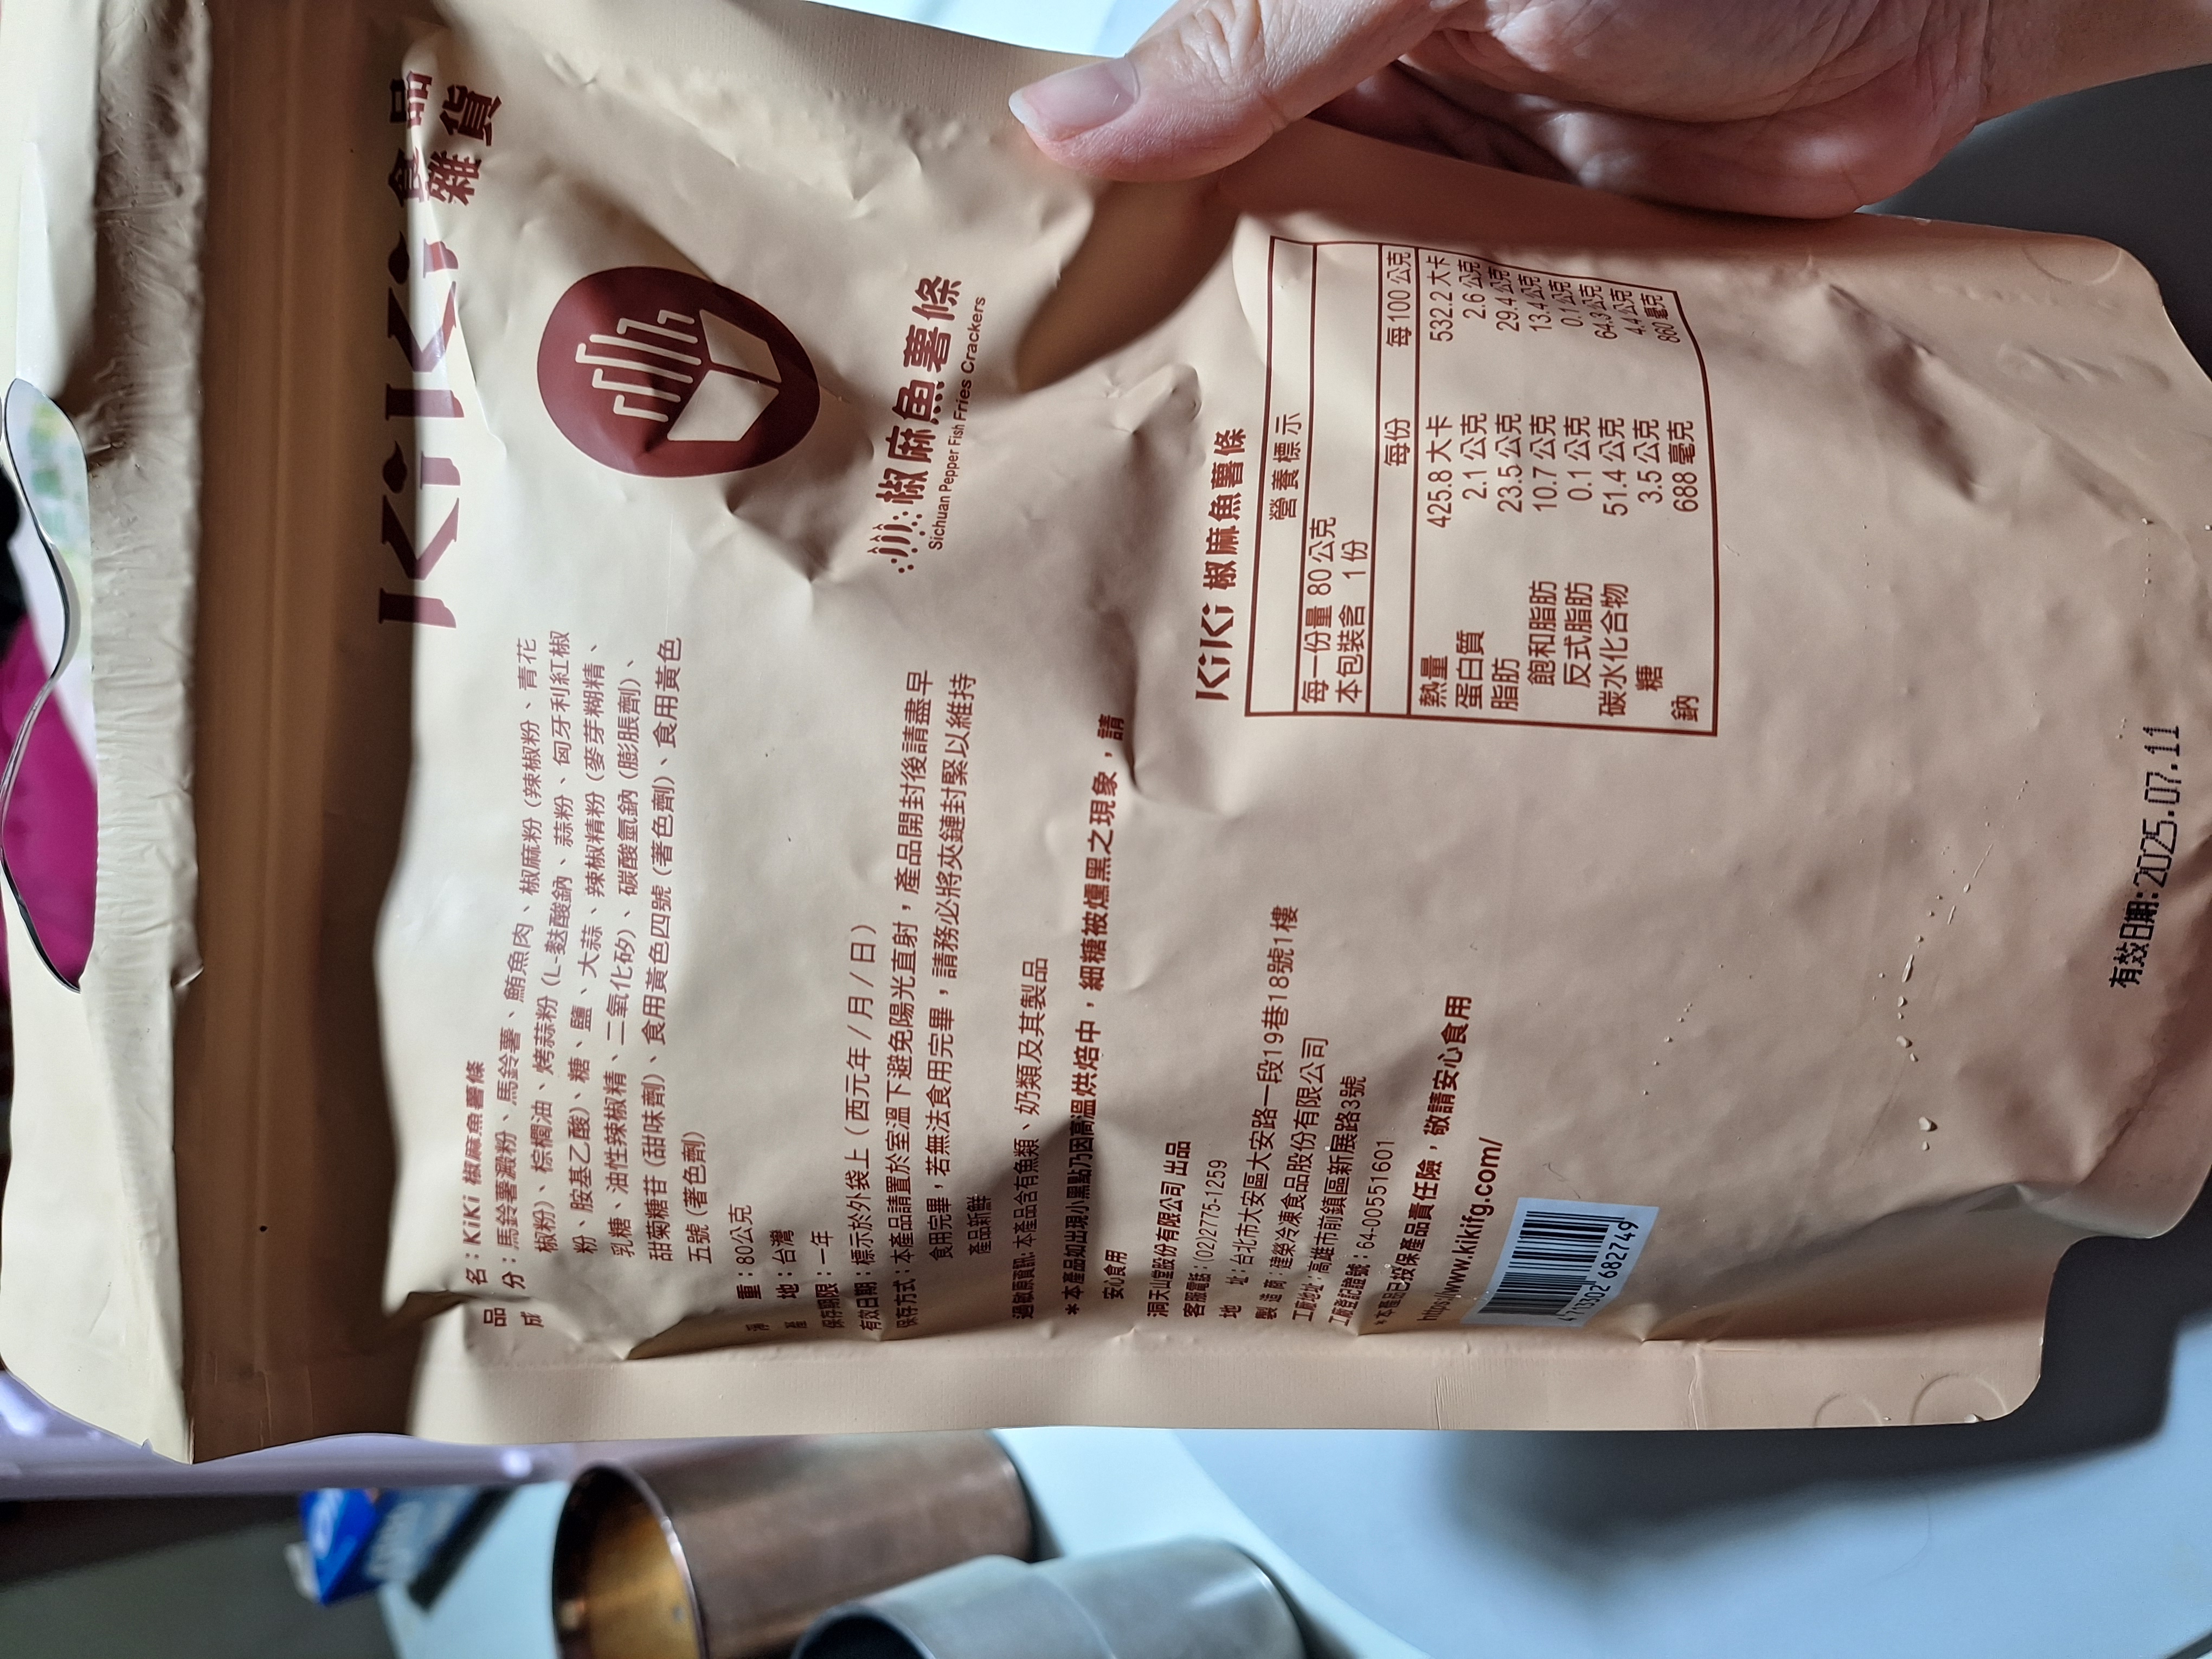 KiKi 食品
雜貨
椒麻魚薯條
Sichuan Pepper Fish Fries Crackers
品 名：KiKi 椒麻魚薯條
成 分：馬鈴薯澱粉、馬鈴薯、鮪魚肉、椒麻粉（辣椒粉、青花
椒粉）、棕櫚油、烤蒜粉（L-麩酸鈉、蒜粉、匈牙利紅椒
粉、胺基乙酸）、糖、鹽、大蒜、辣椒精粉（麥芽糊精、
乳糖、油性辣椒精、二氧化矽）、碳酸氫鈉（膨脹劑）、
甜菊糖苷（甜味劑）、食用黃色四號（著色劑）、食用黃色
五號（著色劑）
淨 重：80公克
產 地：台灣
保存期限：一年
有效日期：標示於外袋上（西元年/月/日）
保存方式：本產品請置於室溫下避免陽光直射，產品開封後請盡早
食用完畢，若無法食用完畢，請務必將夾鏈封緊以維持
產品新鮮
過敏原資訊：本產品含有魚類、奶類及其製品
＊本產品如出現小黑點乃因高溫烘焙中，細糖被燻黑之現象，請
安心食用
洞天山堂股份有限公司 出品
客服電話：(02)2775-1259
地 址：台北市大安區大安路一段19巷18號1樓
製 造 商：建榮冷凍食品股份有限公司
工廠地址：高雄市前鎮區新展路3號
工廠登記證號：64-00551601
＊本產品已投保產品責任險，敬請安心食用
https://www.kikifg.com/
4 713302 682749
KiKi 椒麻魚薯條
營養標示
每一份量 80公克
本包裝含 1份
每份 每100公克
熱量 425.8 大卡 532.2 大卡
蛋白質 2.1 公克 2.6 公克
脂肪 23.5 公克 29.4 公克
飽和脂肪 10.7 公克 13.4 公克
反式脂肪 0.1 公克 0.1 公克
碳水化合物 51.4 公克 64.3 公克
糖 3.5 公克 4.4 公克
鈉 688 毫克 860 毫克
有效日期:2025.07.11